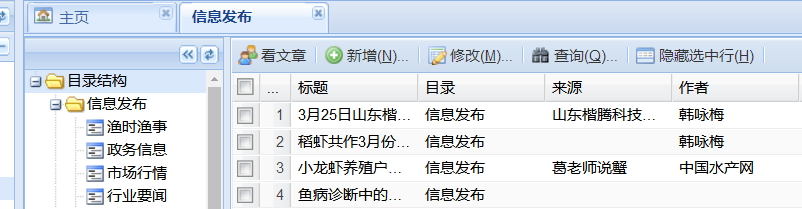 主页
信息发布
看文章 新增(N)... 修改(M)... 查询(Q)... 隐藏选中行(H)
目录结构
信息发布
渔时渔事
政务信息
市场行情
行业要闻
... 标题 目录 来源 作者
1 3月25日山东楷... 信息发布 山东楷腾科技... 韩咏梅
2 稻虾共作3月份... 信息发布 韩咏梅
3 小龙虾养殖户... 信息发布 葛老师说蟹 中国水产网
4 鱼病诊断中的... 信息发布